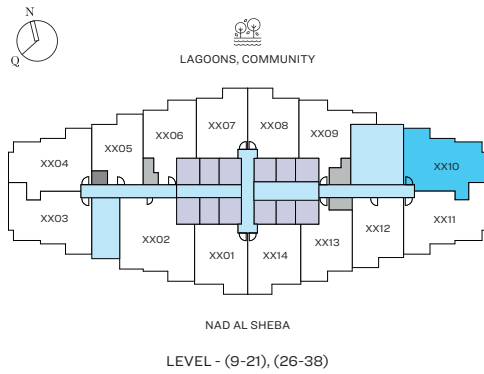 N
Q
LAGOONS, COMMUNITY
XX07 XX08
XX06 XX09
XX05
XX04 XX10
XX03 XX11
XX02 XX12
XX01 XX14 XX13
NAD AL SHEBA
LEVEL - (9-21), (26-38)